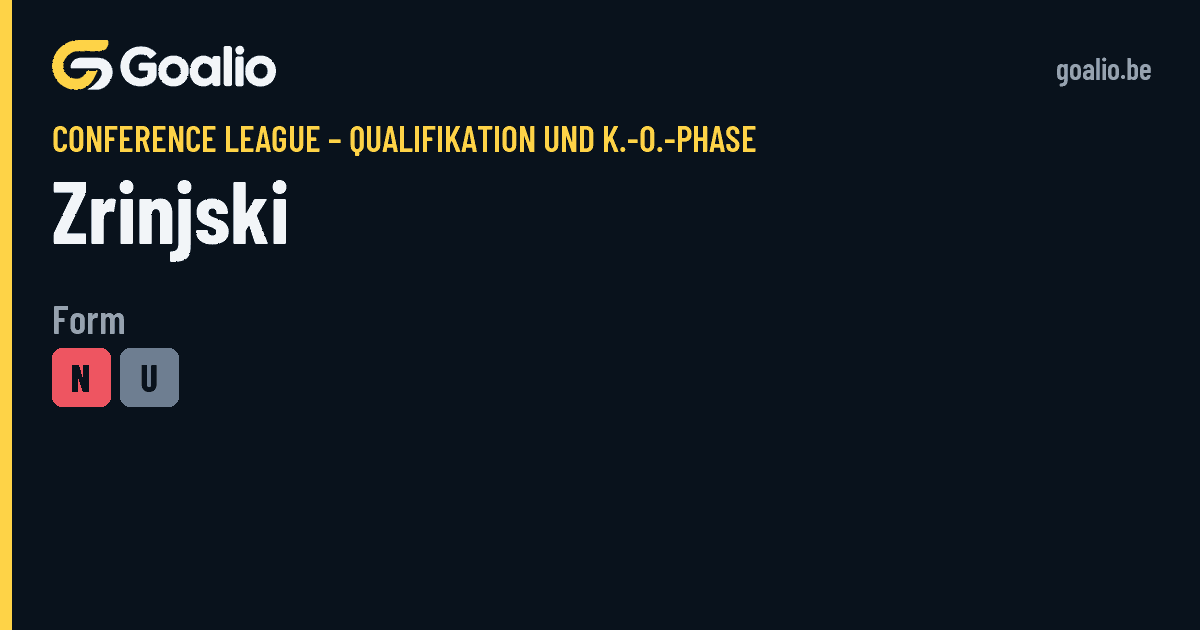 Goalio
goalio.be
CONFERENCE LEAGUE – QUALIFIKATION UND K.-O.-PHASE
Zrinjski
Form
N U